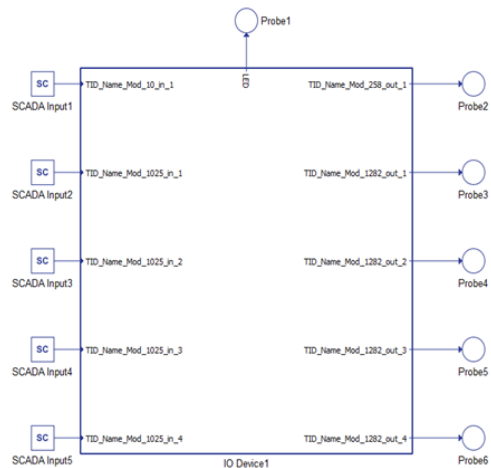 Probe1
SC
SCADA Input1
TID_Name_Mod_10_in_1
LED
TID_Name_Mod_258_out_1
Probe2
SC
SCADA Input2
TID_Name_Mod_1025_in_1
TID_Name_Mod_1282_out_1
Probe3
SC
SCADA Input3
TID_Name_Mod_1025_in_2
TID_Name_Mod_1282_out_2
Probe4
SC
SCADA Input4
TID_Name_Mod_1025_in_3
TID_Name_Mod_1282_out_3
Probe5
SC
SCADA Input5
TID_Name_Mod_1025_in_4
TID_Name_Mod_1282_out_4
Probe6
IO Device1